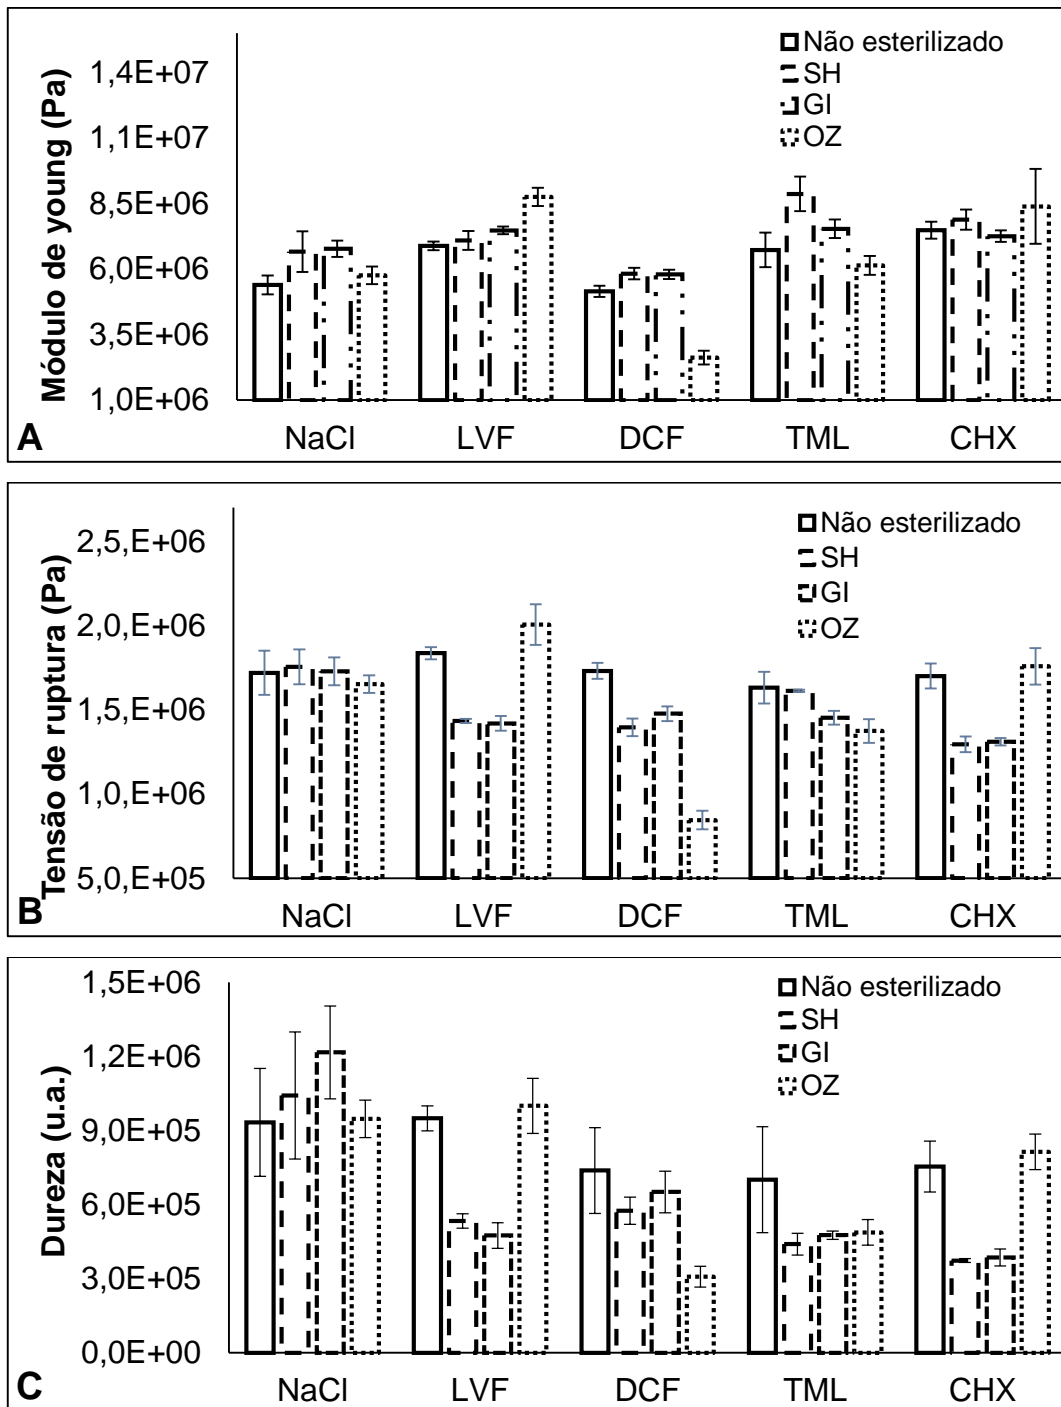 Módulo de young (Pa)
1,4E+07
1,1E+07
8,5E+06
6,0E+06
3,5E+06
1,0E+06
Não esterilizado
SH
GI
OZ
A
NaCl
LVF
DCF
TML
CHX
Tensão de ruptura (Pa)
2,5,E+06
2,0,E+06
1,5,E+06
1,0,E+06
5,0,E+05
Não esterilizado
SH
GI
OZ
B
NaCl
LVF
DCF
TML
CHX
Dureza (u.a.)
1,5E+06
1,2E+06
9,0E+05
6,0E+05
3,0E+05
0,0E+00
Não esterilizado
SH
GI
OZ
C
NaCl
LVF
DCF
TML
CHX